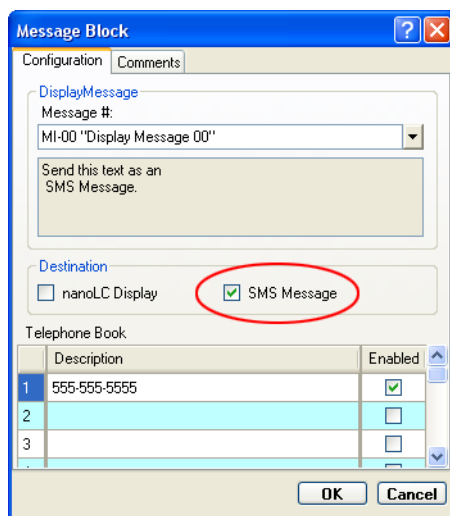 Message Block
Configuration Comments
DisplayMessage
Message #:
MI-00 "Display Message 00"
Send this text as an
SMS Message.
Destination
nanoLC Display SMS Message
Telephone Book
Description Enabled
1 555-555-5555
2
3
OK Cancel